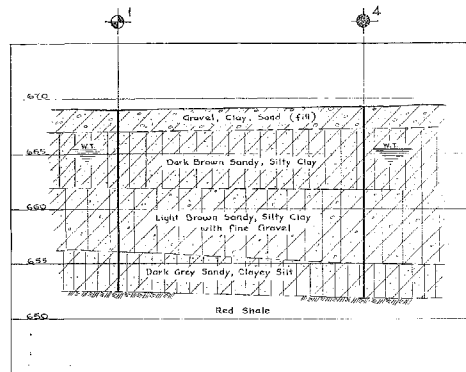 1 4
670
Gravel, Clay, Sand (fill)
W.T. W.T.
665
Dark Brown Sandy, Silty Clay
660
Light Brown Sandy, Silty Clay
with fine Gravel
655
Dark Grey Sandy, Clayey Silt
Red Shale
650